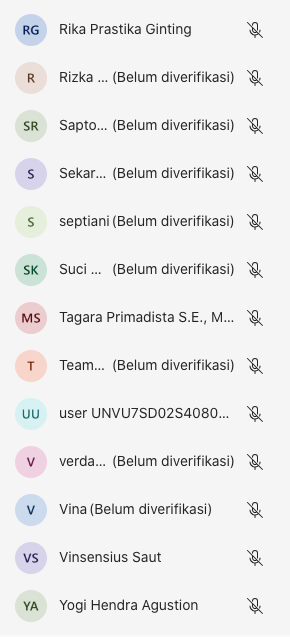 RG Rika Prastika Ginting
R Rizka ... (Belum diverifikasi)
SR Sapto... (Belum diverifikasi)
S Sekar... (Belum diverifikasi)
S septiani (Belum diverifikasi)
SK Suci ... (Belum diverifikasi)
MS Tagara Primadista S.E., M...
T Team... (Belum diverifikasi)
UU user UNVU7SD02S4080...
V verda... (Belum diverifikasi)
V Vina (Belum diverifikasi)
VS Vinsensius Saut
YA Yogi Hendra Agustion